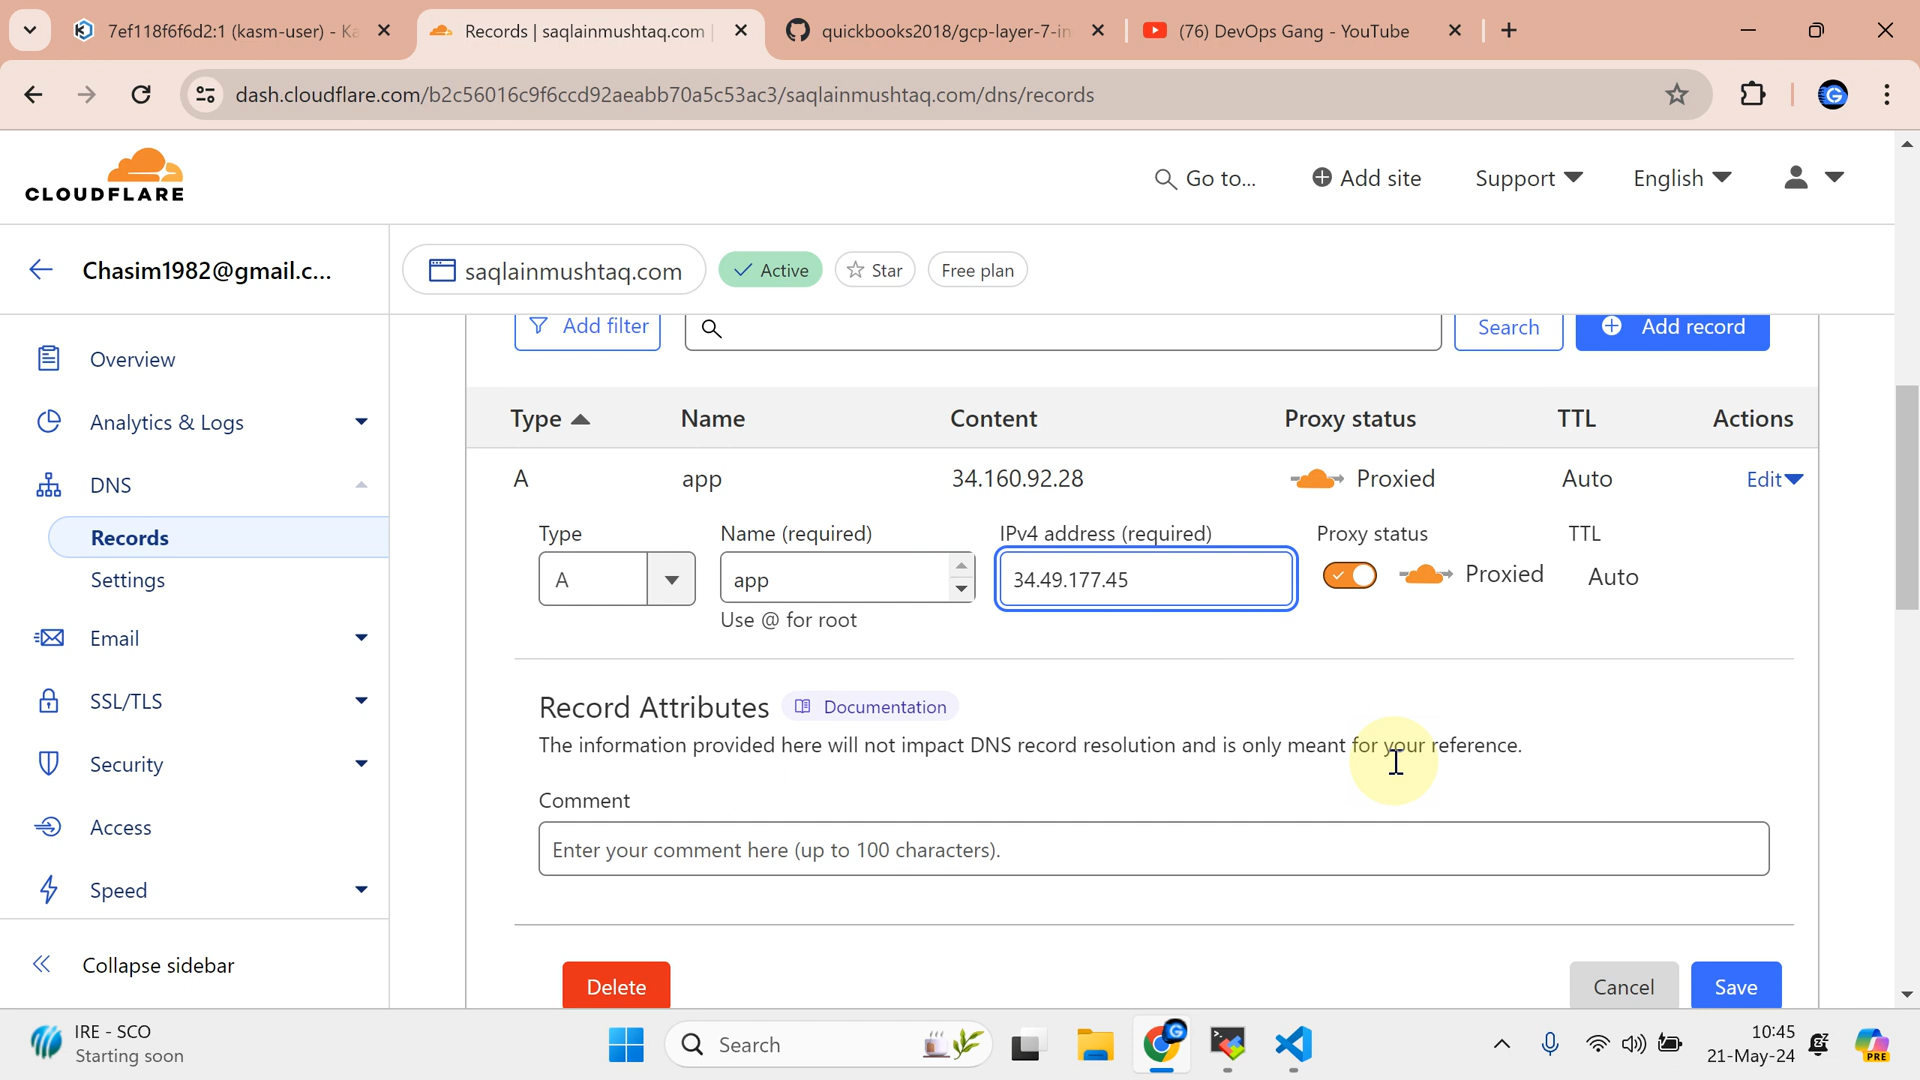 7ef118f6f6d2:1 (kasm-user) - Ka
Records | saqlainmushtaq.com |
quickbooks2018/gcp-layer-7-in
(76) DevOps Gang - YouTube
dash.cloudflare.com/b2c56016c9f6ccd92aeabb70a5c53ac3/saqlainmushtaq.com/dns/records
CLOUDFLARE
Go to...
Add site
Support
English
Chasim1982@gmail.c...
saqlainmushtaq.com
Active
Star
Free plan
Overview
Analytics & Logs
DNS
Records
Settings
Email
SSL/TLS
Security
Access
Speed
Collapse sidebar
Add filter
Search
Add record
Type
Name
Content
Proxy status
TTL
Actions
A
app
34.160.92.28
Proxied
Auto
Edit
Type
Name (required)
IPv4 address (required)
Proxy status
TTL
A
app
34.49.177.45
Proxied
Auto
Use @ for root
Record Attributes
Documentation
The information provided here will not impact DNS record resolution and is only meant for your reference.
Comment
Enter your comment here (up to 100 characters).
Delete
Cancel
Save
IRE - SCO
Starting soon
Search
10:45
21-May-24
PRE